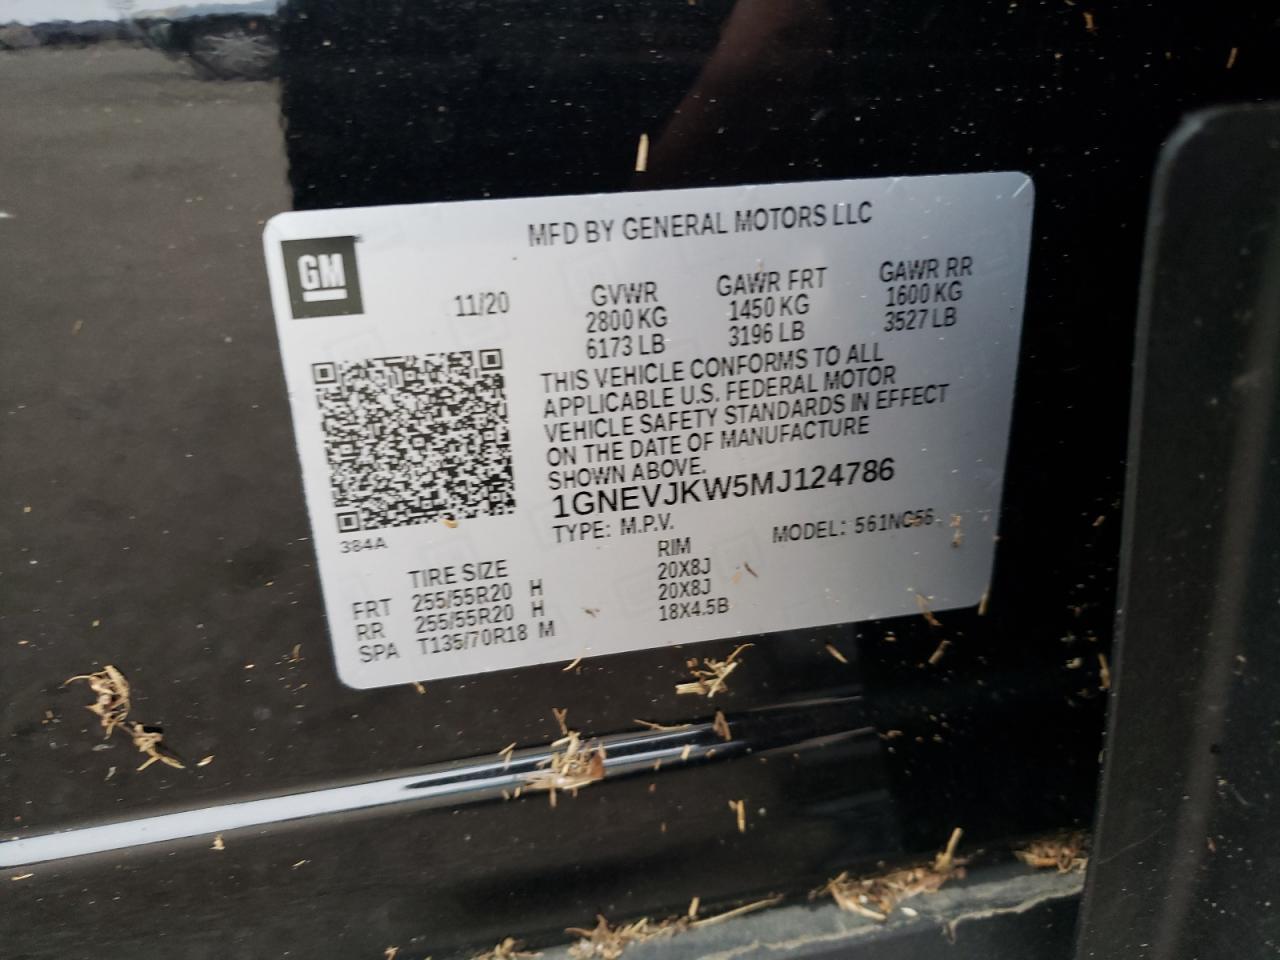 MFD BY GENERAL MOTORS LLC
GM
11/20
GVWR GAWR FRT GAWR RR
2800 KG 1450 KG 1600 KG
6173 LB 3196 LB 3527 LB
THIS VEHICLE CONFORMS TO ALL
APPLICABLE U.S. FEDERAL MOTOR
VEHICLE SAFETY STANDARDS IN EFFECT
ON THE DATE OF MANUFACTURE
SHOWN ABOVE.
1GNEVJKW5MJ124786
TYPE: M.P.V. MODEL: 561NC56
384A
TIRE SIZE RIM
FRT 255/55R20 H 20X8J
RR 255/55R20 H 20X8J
SPA T135/70R18 M 18X4.5B